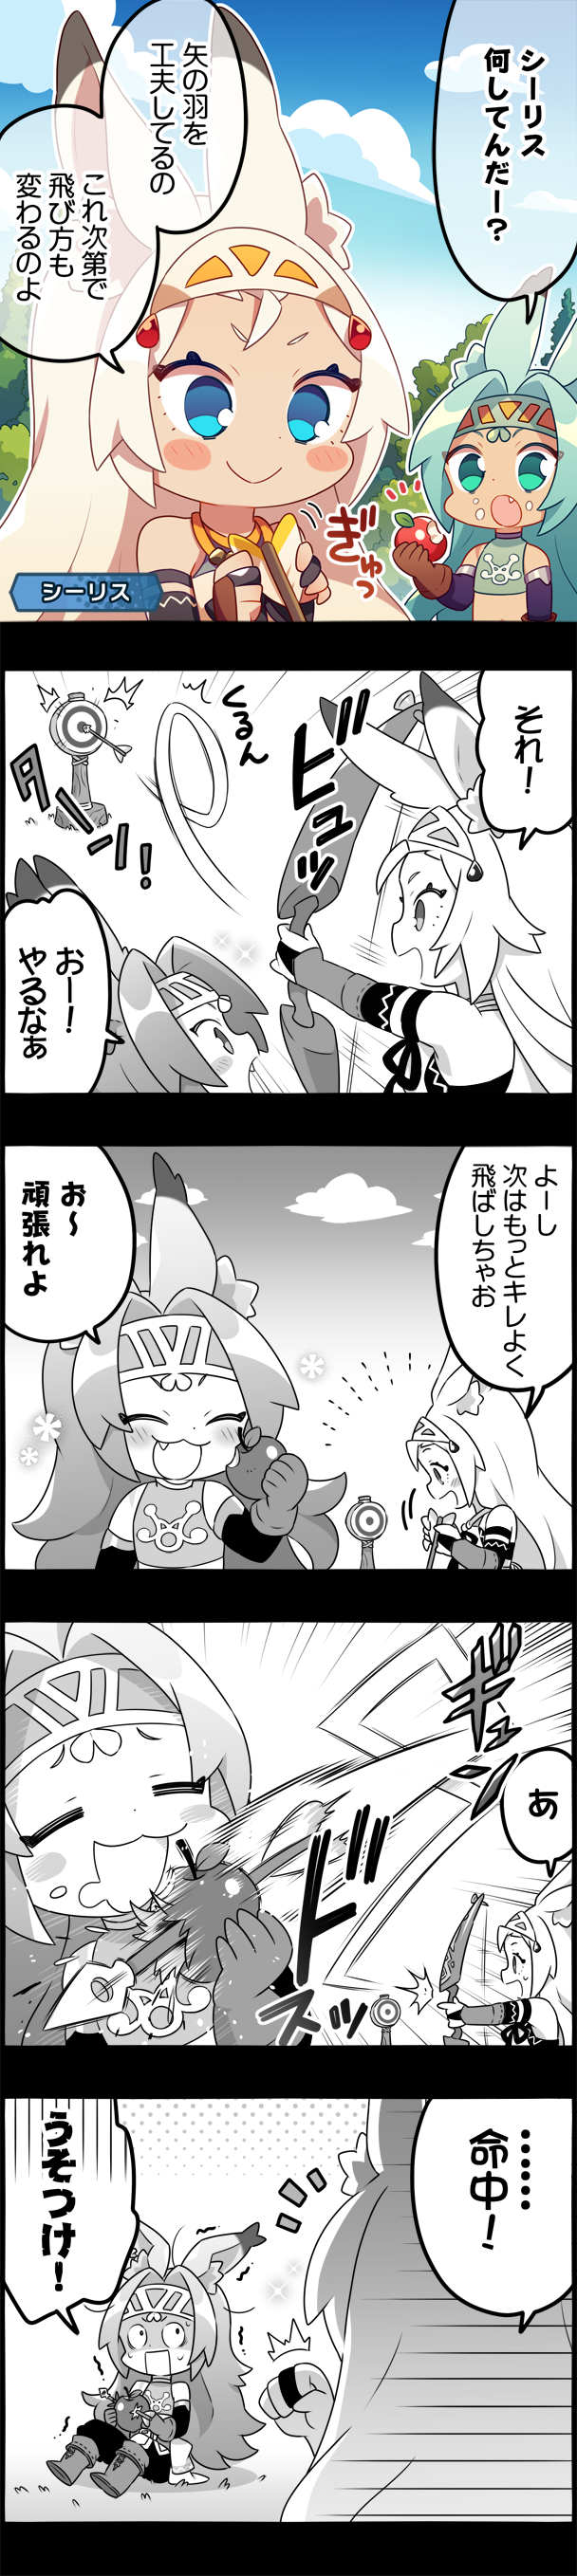 シーリス
何してんだー？
矢の羽を
工夫してるの
これ次第で
飛び方も
変わるのよ
ぎゅっ
シーリス
それ！
ビュッ
くるん
ターン！
おー！
やるなぁ
よーし
次はもっとキレよく
飛ばしちゃお
お～
頑張れよ
ギュン
あ
ドスッ
……
命中！
うそつけ！